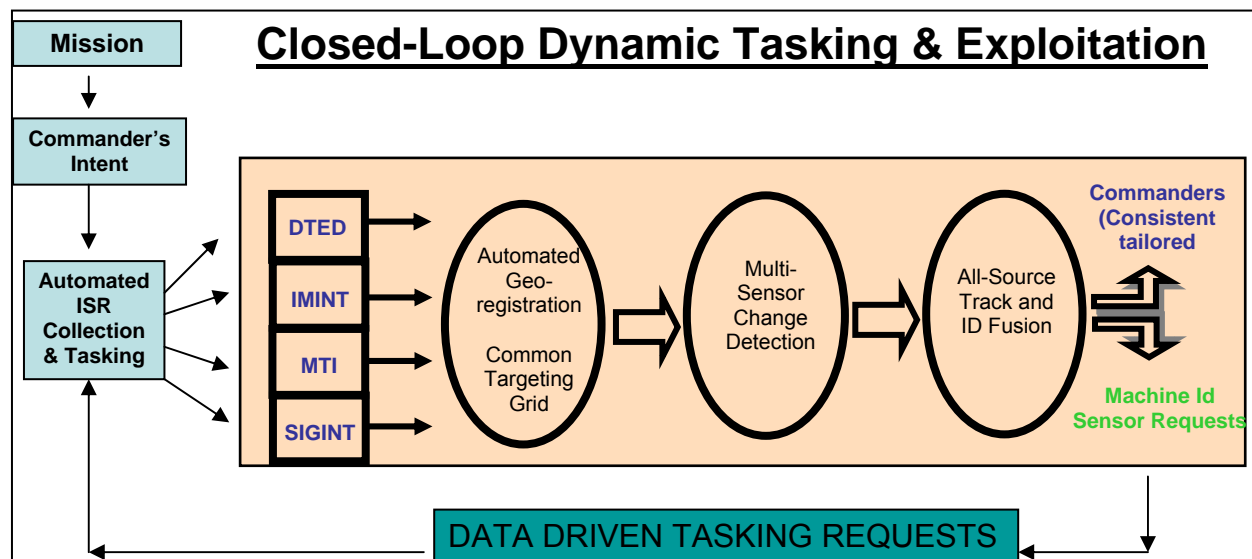 Mission
Closed-Loop Dynamic Tasking & Exploitation
Commander's
Intent
Automated
ISR
Collection
& Tasking
DTED
IMINT
MTI
SIGINT
Automated
Geo-
registration
Common
Targeting
Grid
Multi-
Sensor
Change
Detection
All-Source
Track and
ID Fusion
Commanders
(Consistent
tailored
Machine Id
Sensor Requests
DATA DRIVEN TASKING REQUESTS